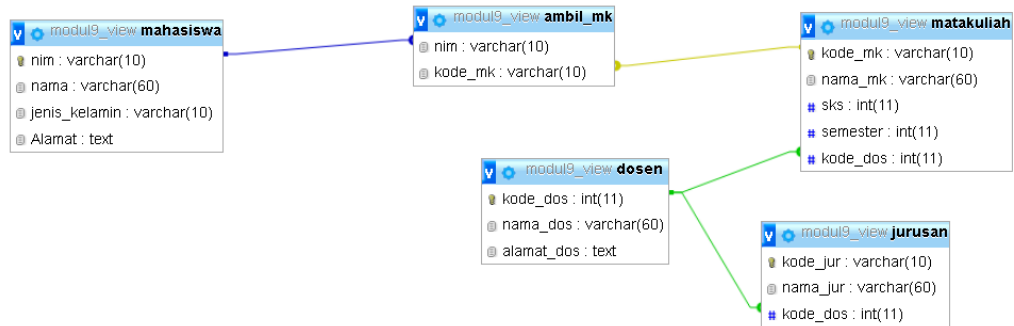 modul9_view mahasiswa
nim : varchar(10)
nama : varchar(60)
jenis_kelamin : varchar(10)
Alamat : text
modul9_view ambil_mk
nim : varchar(10)
kode_mk : varchar(10)
modul9_view matakuliah
kode_mk : varchar(10)
nama_mk : varchar(60)
sks : int(11)
semester : int(11)
kode_dos : int(11)
modul9_view dosen
kode_dos : int(11)
nama_dos : varchar(60)
alamat_dos : text
modul9_view jurusan
kode_jur : varchar(10)
nama_jur : varchar(60)
kode_dos : int(11)